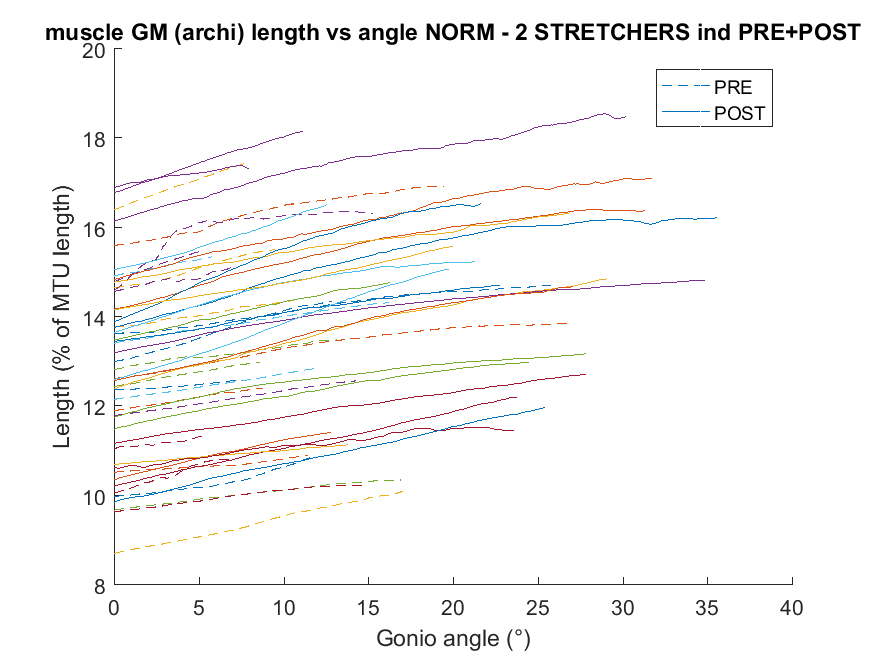 muscle GM (archi) length vs angle NORM - 2 STRETCHERS ind PRE+POST
20
18
16
14
12
10
8
Length (% of MTU length)
PRE
POST
0 5 10 15 20 25 30 35 40
Gonio angle (°)